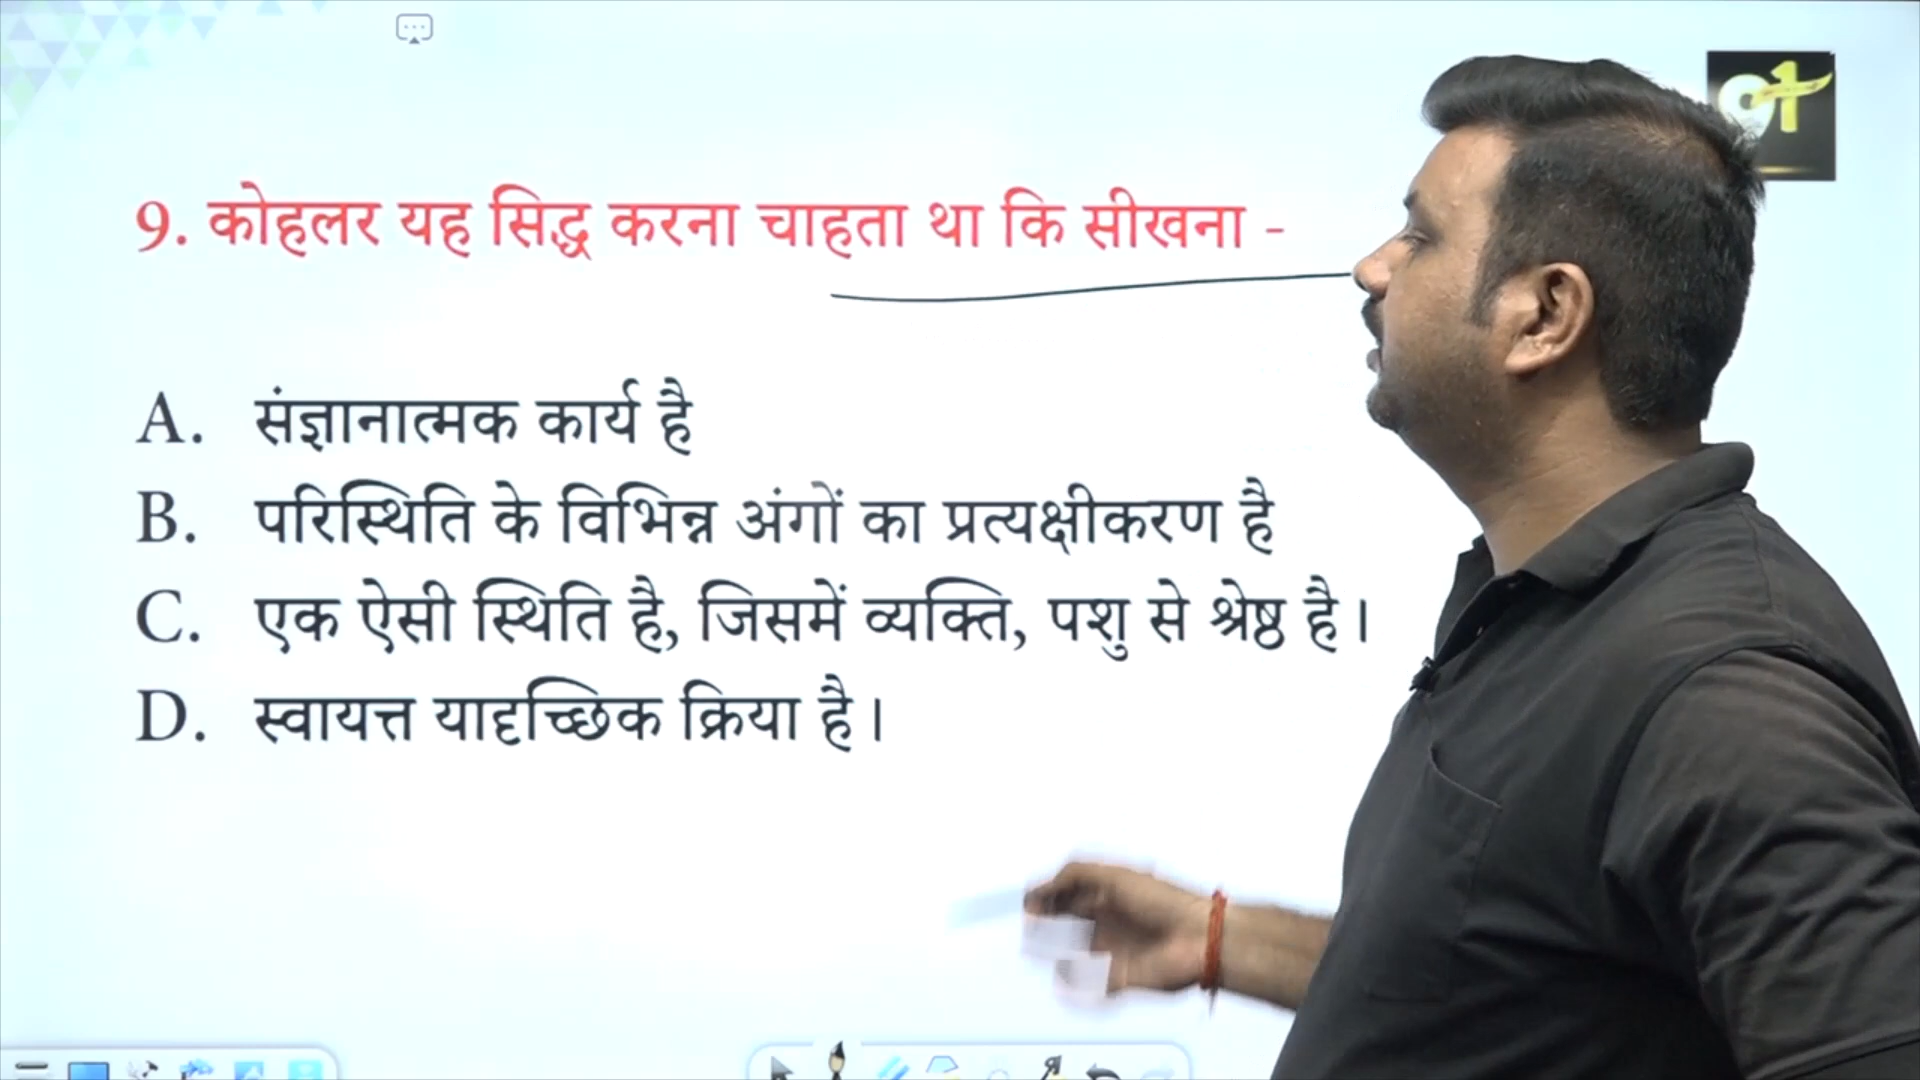 9. कोहलर यह सिद्ध करना चाहता था कि सीखना -
A. संज्ञानात्मक कार्य है
B. परिस्थिति के विभिन्न अंगों का प्रत्यक्षीकरण है
C. एक ऐसी स्थिति है, जिसमें व्यक्ति, पशु से श्रेष्ठ है।
D. स्वायत्त यादृच्छिक क्रिया है।